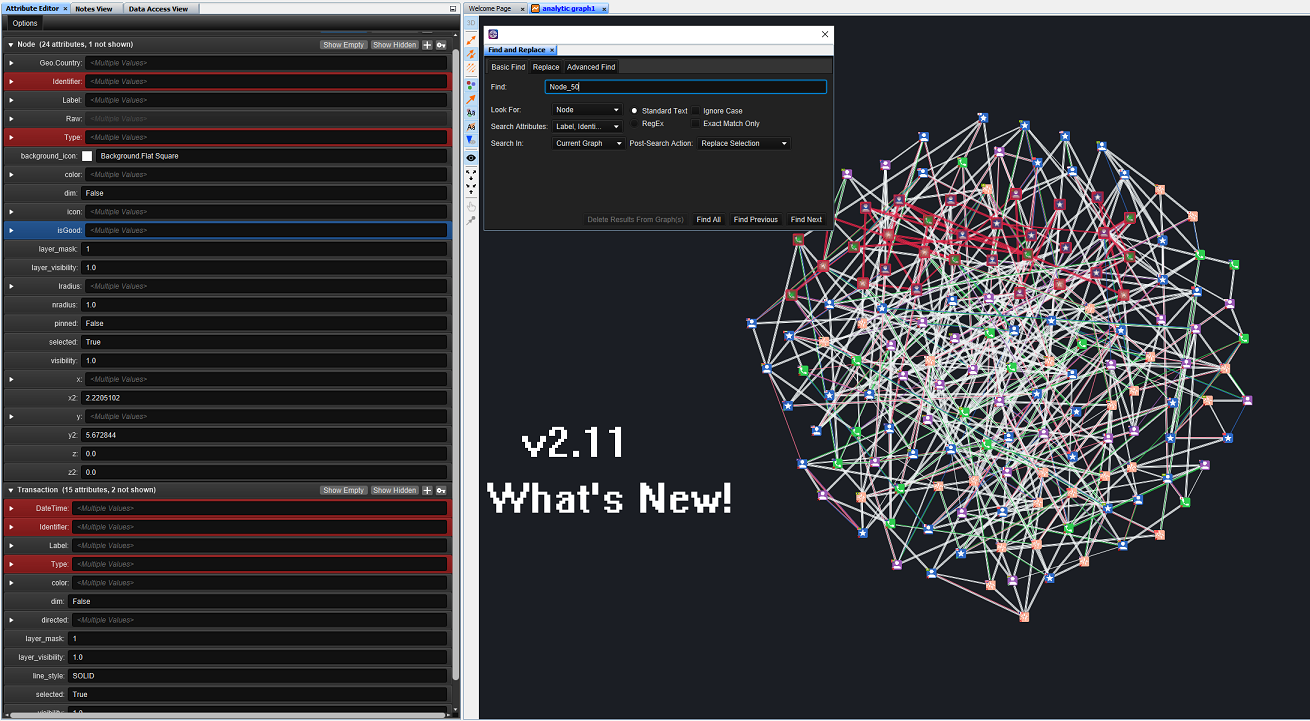 Attribute Editor × Notes View Data Access View
Options
Node (24 attributes, 1 not shown) Show Empty Show Hidden
Geo.Country: <Multiple Values>
Identifier: <Multiple Values>
Label: <Multiple Values>
Raw: <Multiple Values>
Type: <Multiple Values>
background_icon: Background.Flat Square
color: <Multiple Values>
dim: False
icon: <Multiple Values>
isGood: <Multiple Values>
layer_mask: 1
layer_visibility: 1.0
lradius: <Multiple Values>
nradius: 1.0
pinned: False
selected: True
visibility: 1.0
x: <Multiple Values>
x2: 2.2205102
y: <Multiple Values>
y2: 5.672844
z: 0.0
z2: 0.0
Transaction (15 attributes, 2 not shown) Show Empty Show Hidden
DateTime: <Multiple Values>
Identifier: <Multiple Values>
Label: <Multiple Values>
Type: <Multiple Values>
color: <Multiple Values>
dim: False
directed: <Multiple Values>
layer_mask: 1
layer_visibility: 1.0
line_style: SOLID
selected: True
visibility: 1.0
Welcome Page × analytic graph1 ×
3D
Find and Replace ×
Basic Find Replace Advanced Find
Find: Node_50
Look For: Node Standard Text Ignore Case
Search Attributes: Label, Identi... RegEx Exact Match Only
Search In: Current Graph Post-Search Action: Replace Selection
Delete Results From Graph(s) Find All Find Previous Find Next
v2.11
What's New!